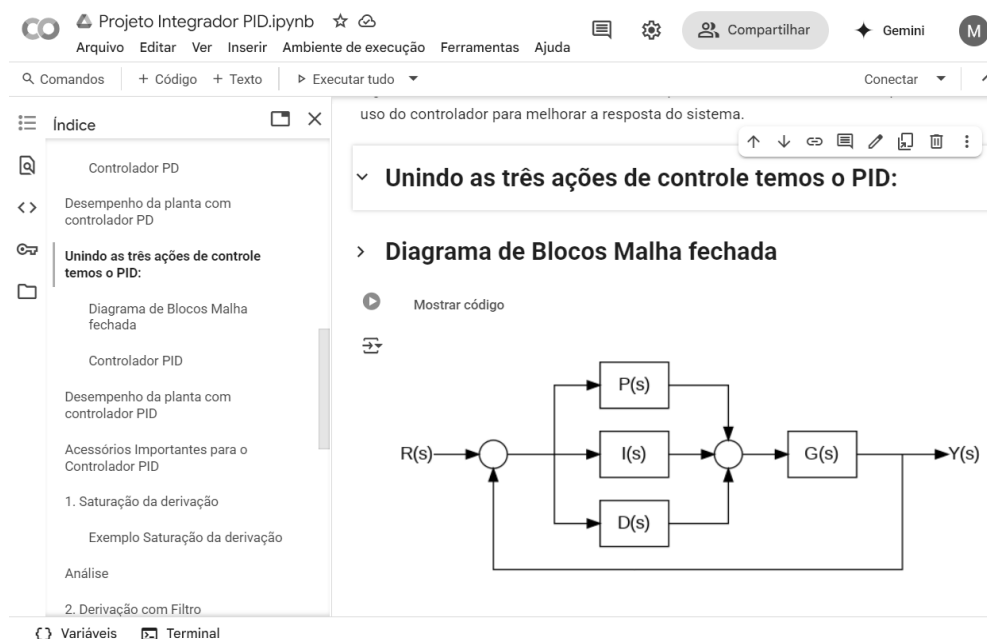 Projeto Integrador PID.ipynb
Arquivo Editar Ver Inserir Ambiente de execução Ferramentas Ajuda
Compartilhar
Gemini
M
Comandos + Código + Texto Executar tudo
Conectar
Índice
Controlador PD
Desempenho da planta com
controlador PD
Unindo as três ações de controle
temos o PID:
Diagrama de Blocos Malha
fechada
Controlador PID
Desempenho da planta com
controlador PID
Acessórios Importantes para o
Controlador PID
1. Saturação da derivação
Exemplo Saturação da derivação
Análise
2. Derivação com Filtro
uso do controlador para melhorar a resposta do sistema.
Unindo as três ações de controle temos o PID:
Diagrama de Blocos Malha fechada
Mostrar código
P(s)
R(s) I(s) G(s) Y(s)
D(s)
Variáveis Terminal